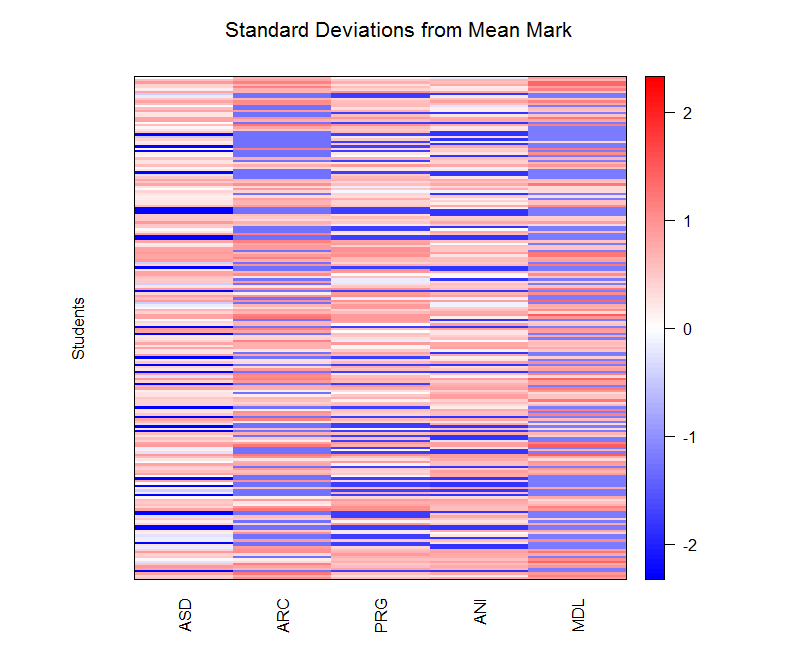 Standard Deviations from Mean Mark
Students
2
1
0
-1
-2
ASD
ARC
PRG
ANI
MDL